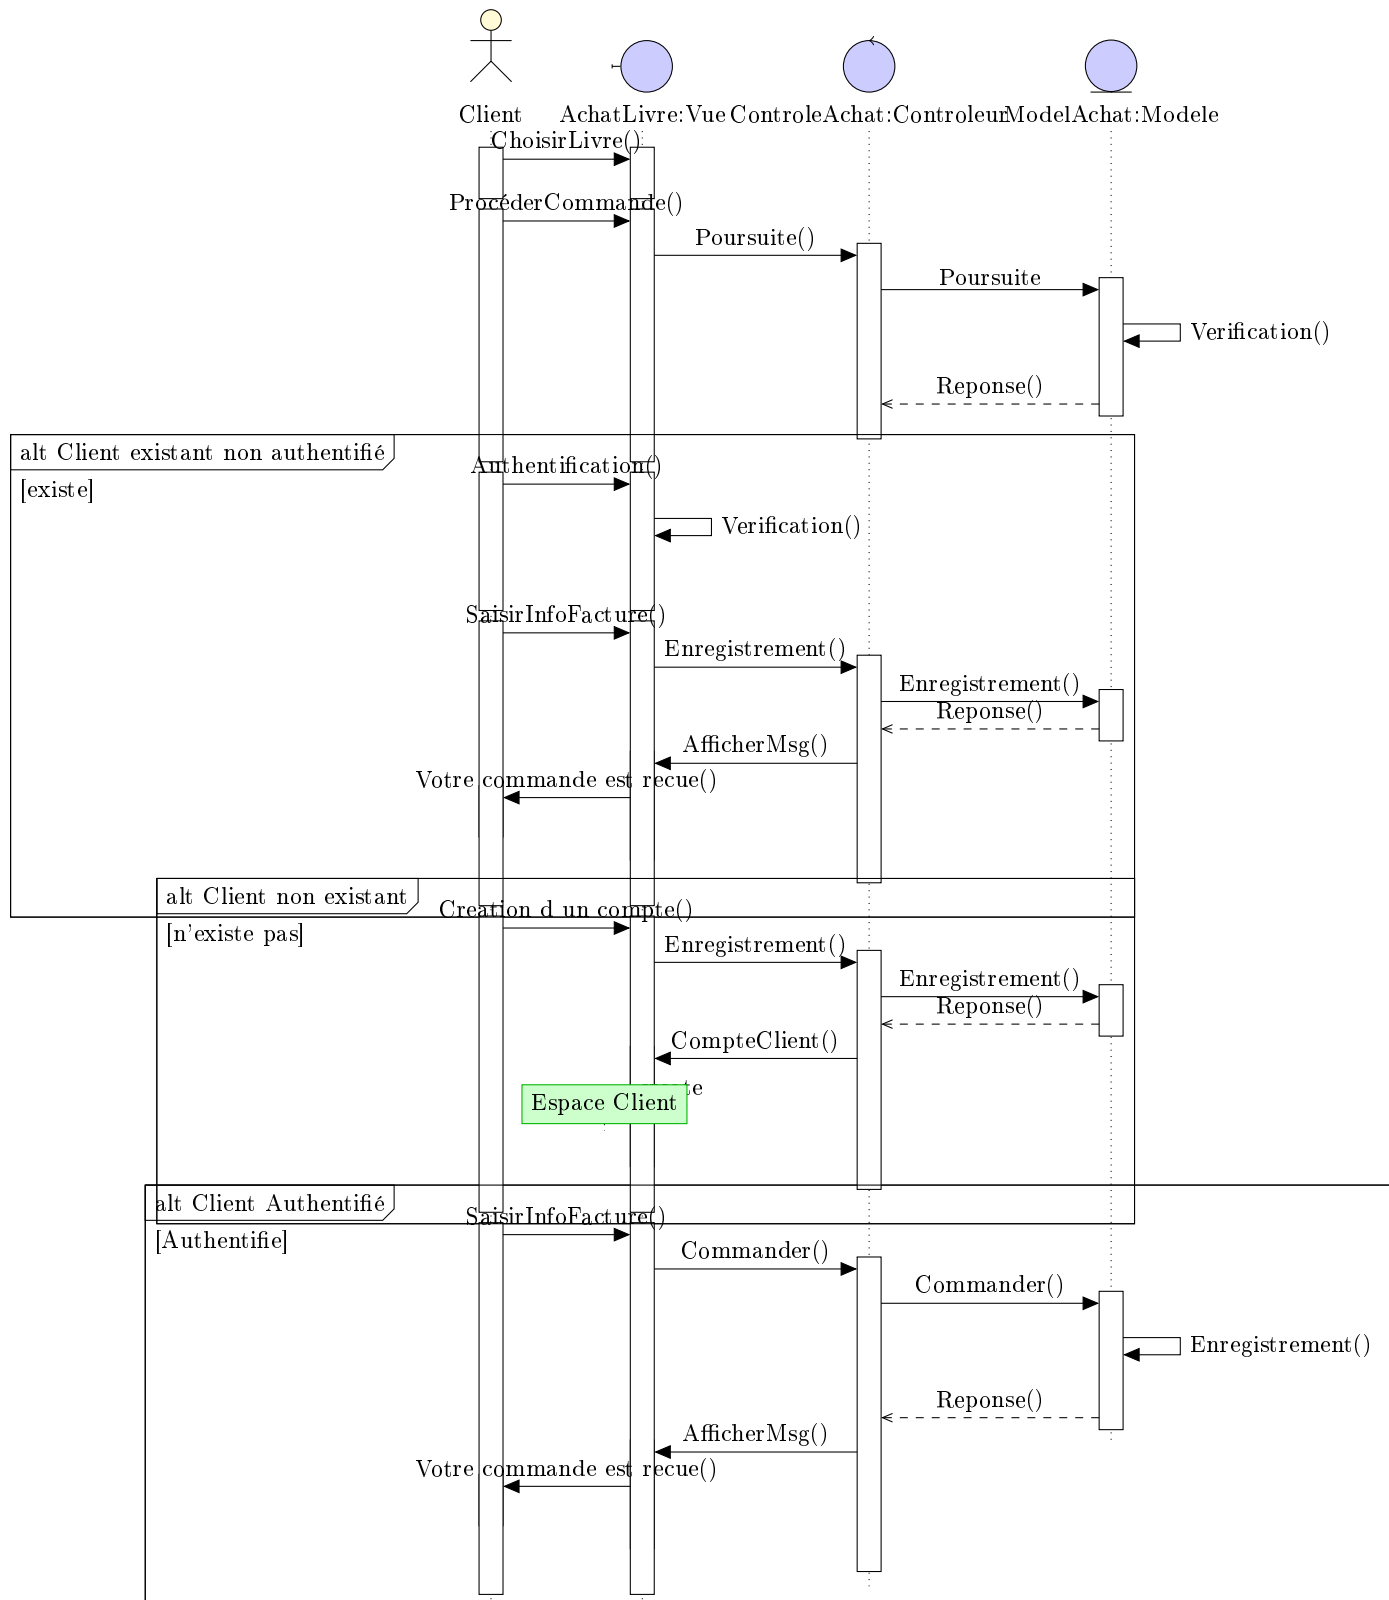 Client
AchatLivre:Vue
ControleAchat:Controleur
ModelAchat:Modele
ChoisirLivre()
ProcéderCommande()
Poursuite()
Poursuite
Verification()
Reponse()
alt Client existant non authentifié
[existe]
Authentification()
Verification()
SaisirInfoFacture()
Enregistrement()
Enregistrement()
Reponse()
AfficherMsg()
Votre commande est recue()
alt Client non existant
[n'existe pas]
Creation d un compte()
Enregistrement()
Enregistrement()
Reponse()
CompteClient()
Espace Client
alt Client Authentifié
[Authentifie]
SaisirInfoFacture()
Commander()
Commander()
Enregistrement()
Reponse()
AfficherMsg()
Votre commande est recue()